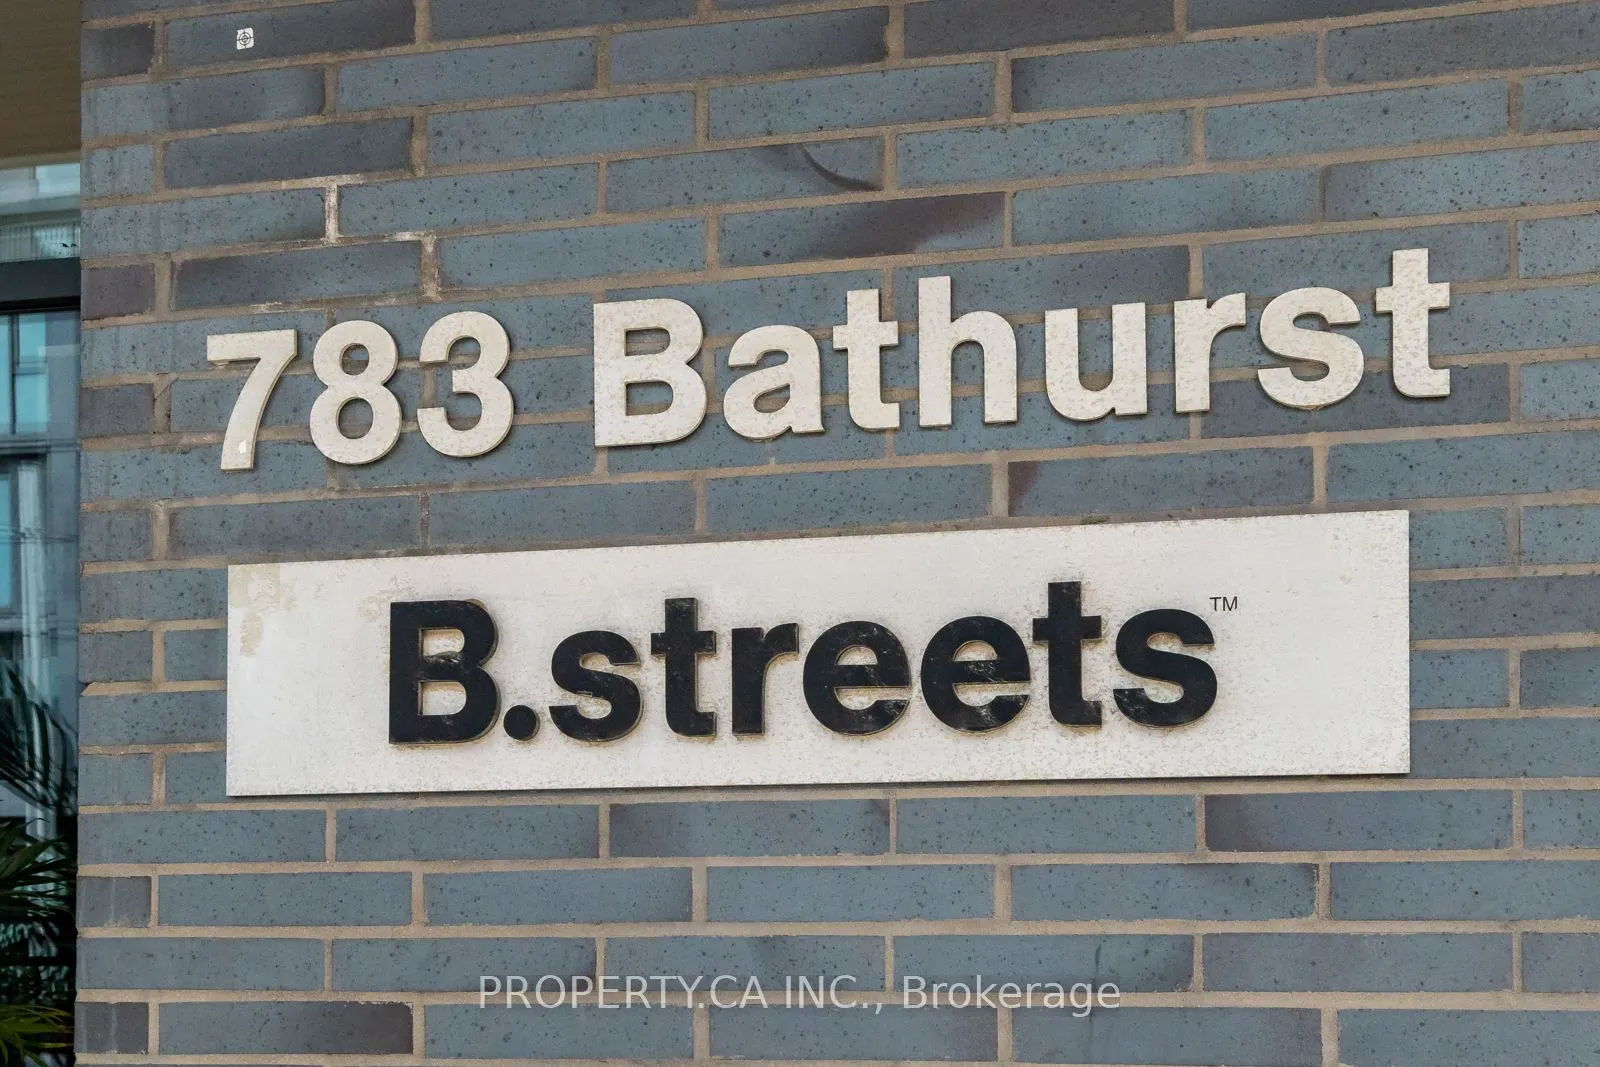 783 Bathurst
B.streets™
PROPERTY.CA INC., Brokerage